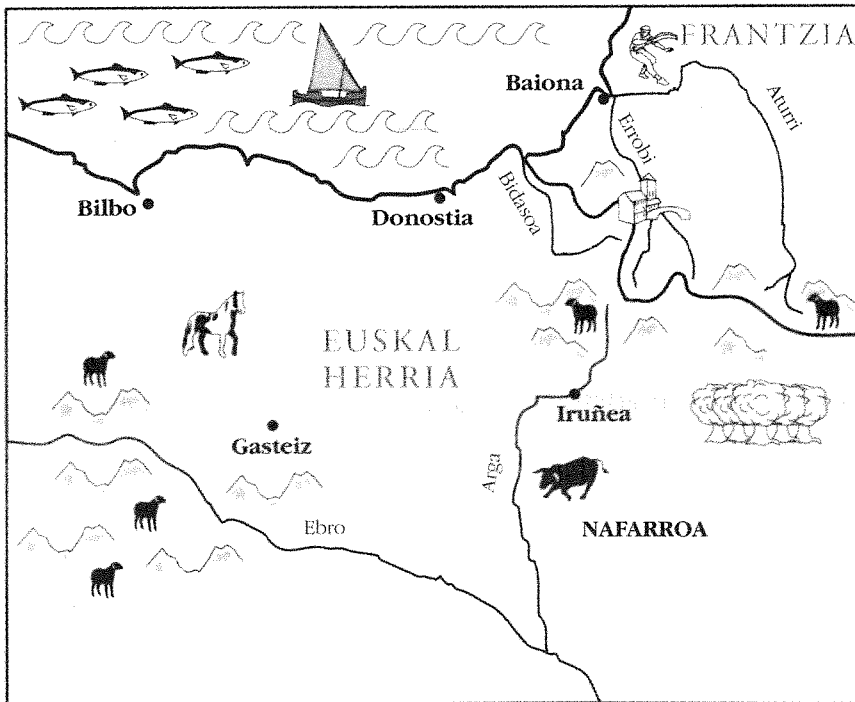 FRANTZIA
Baiona
Aturri
Errobi
Bilbo
Donostia
Bidasoa
EUSKAL
HERRIA
Iruñea
Gasteiz
Arga
Ebro
NAFARROA